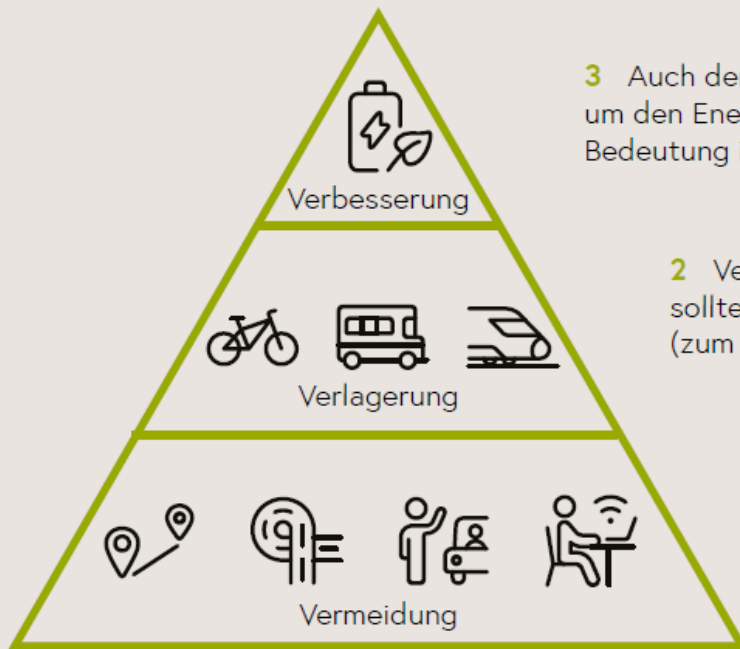 3 Auch de
um den Ene
Bedeutung
Verbesserung
2 Ve
sollte
(zum
Verlagerung
Vermeidung